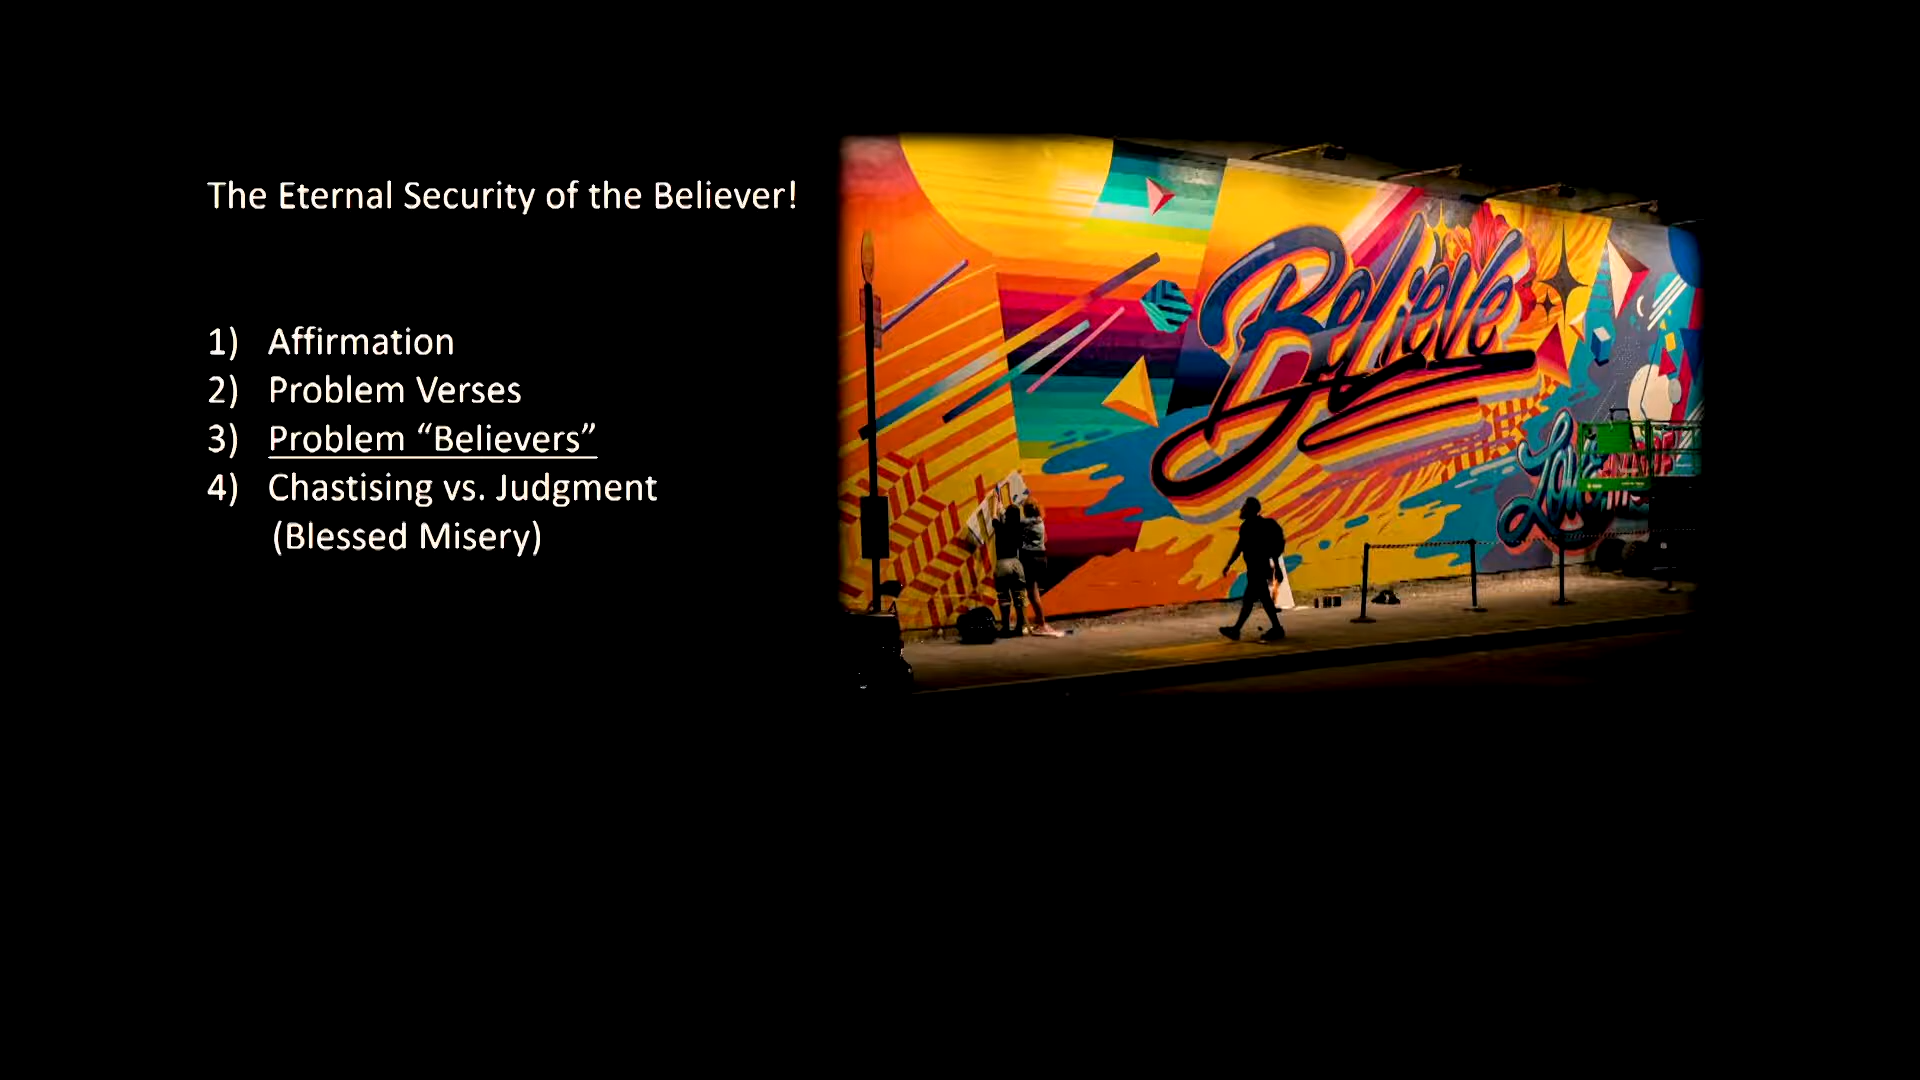 The Eternal Security of the Believer!
1) Affirmation
2) Problem Verses
3) Problem “Believers”
4) Chastising vs. Judgment
(Blessed Misery)
Believe